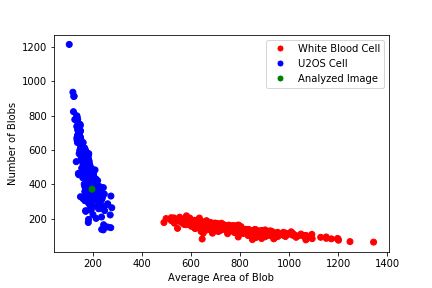 1200
1000
800
600
400
200
Number of Blobs
White Blood Cell
U2OS Cell
Analyzed Image
200 400 600 800 1000 1200 1400
Average Area of Blob